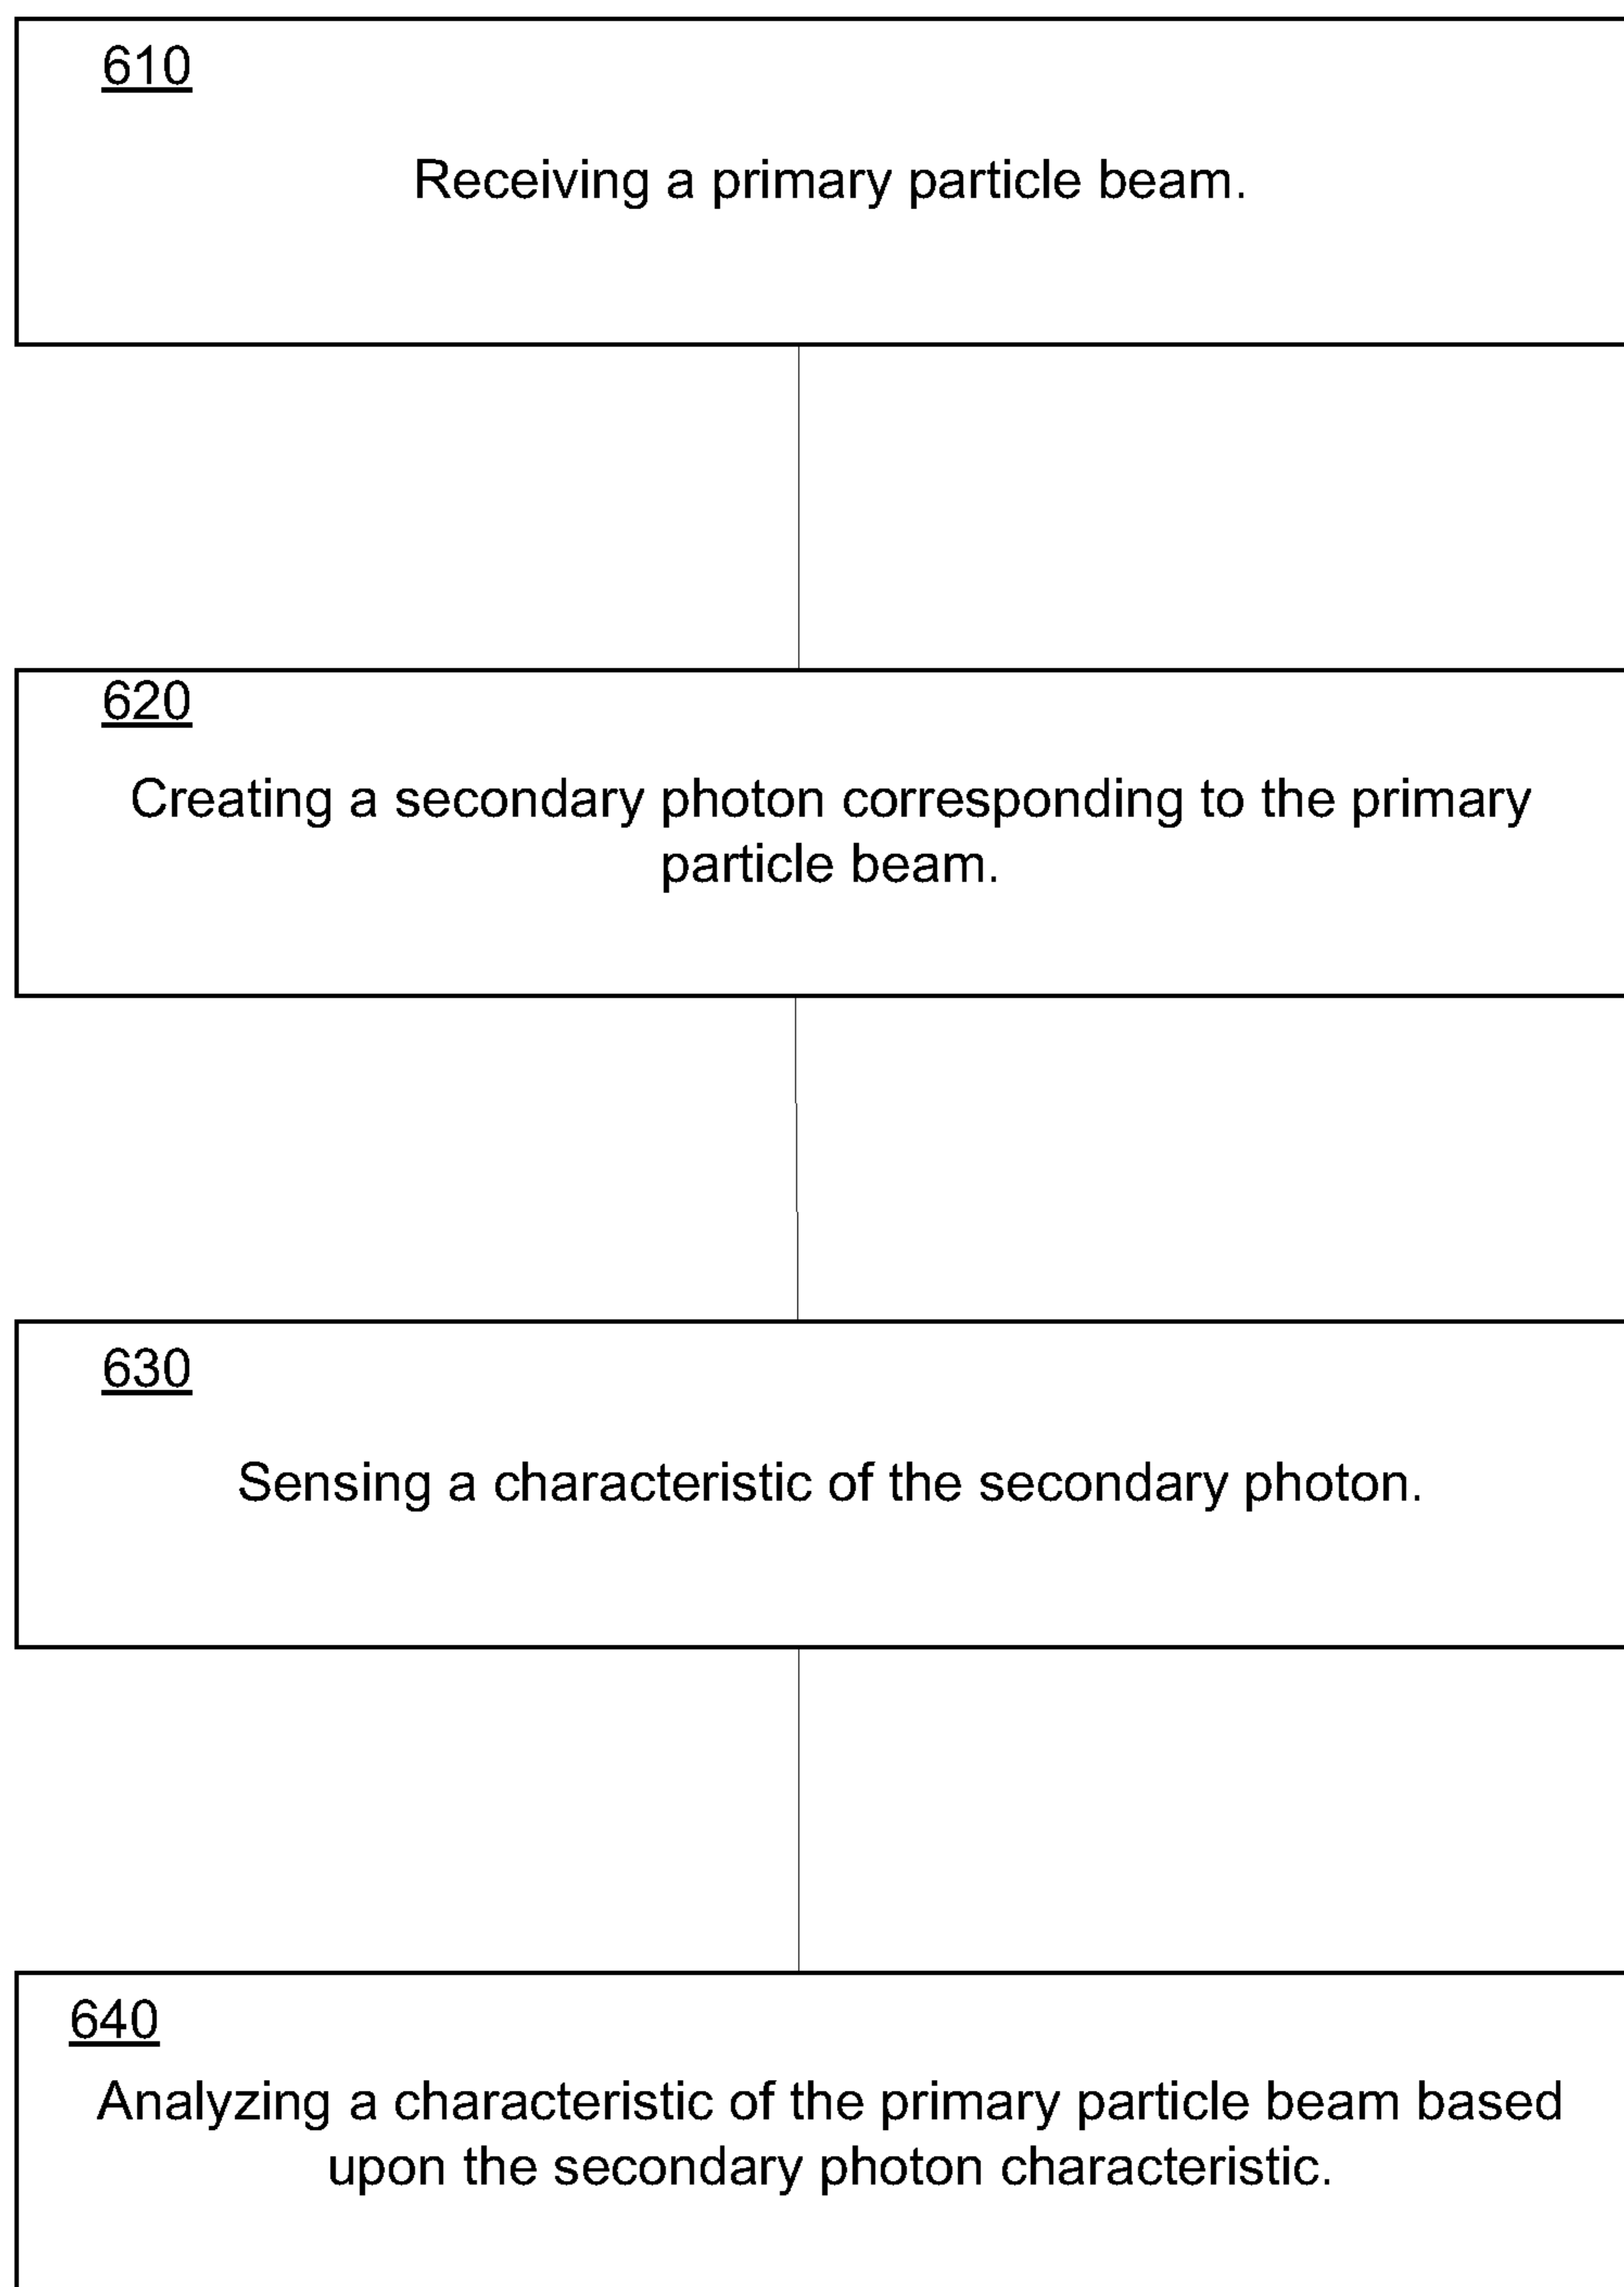 610
Receiving a primary particle beam.
620
Creating a secondary photon corresponding to the primary
particle beam.
630
Sensing a characteristic of the secondary photon.
640
Analyzing a characteristic of the primary particle beam based
upon the secondary photon characteristic.